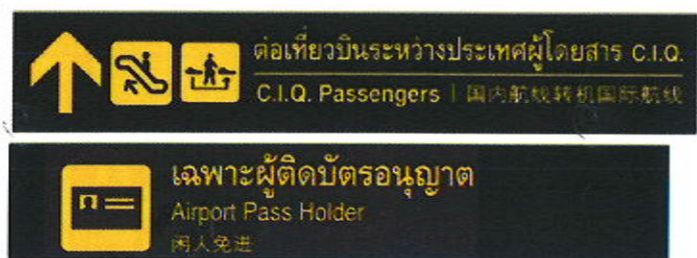 ต่อเที่ยวบินระหว่างประเทศผู้โดยสาร C.I.Q.
C.I.Q. Passengers | 国内航线转机国际航线
เฉพาะผู้ติดบัตรอนุญาต
Airport Pass Holder
闲人免进